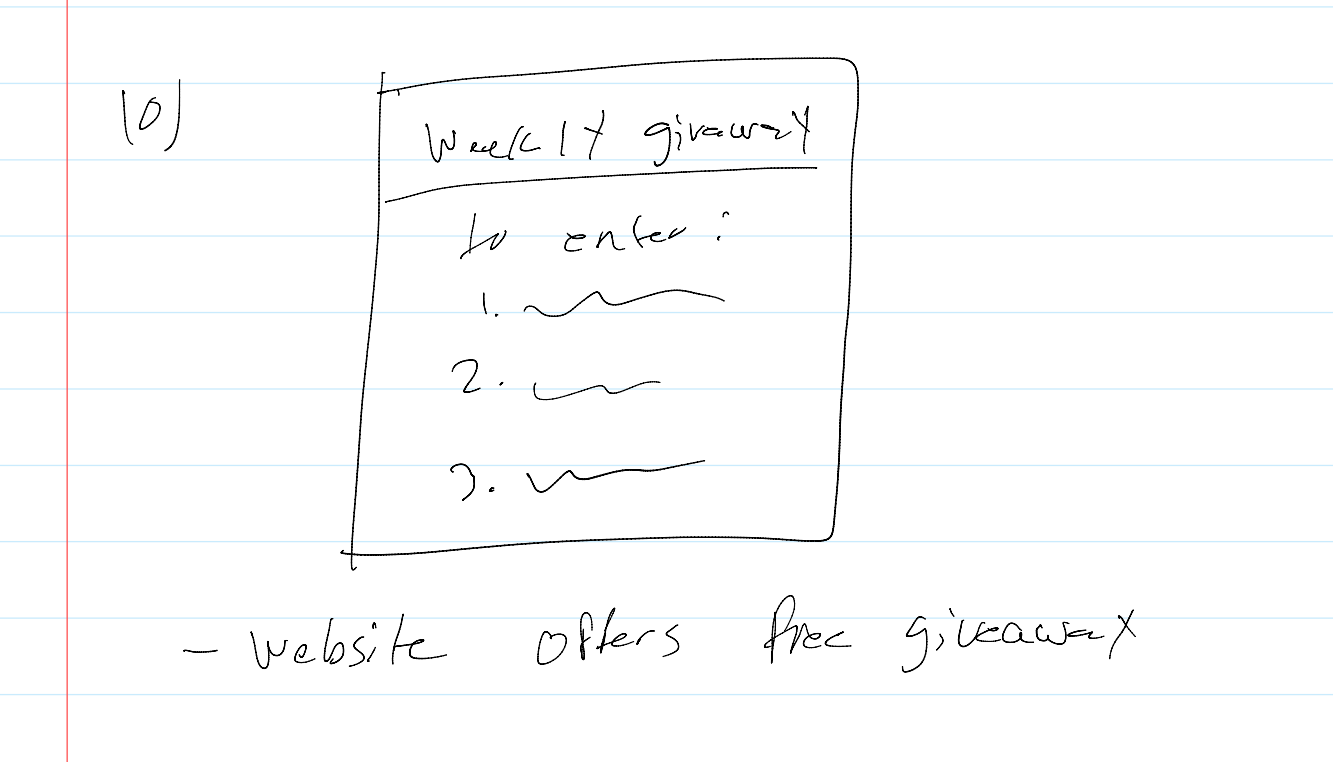 10)
Weekly giveaway
to enter:
1.
2.
3.
- website offers free giveaway